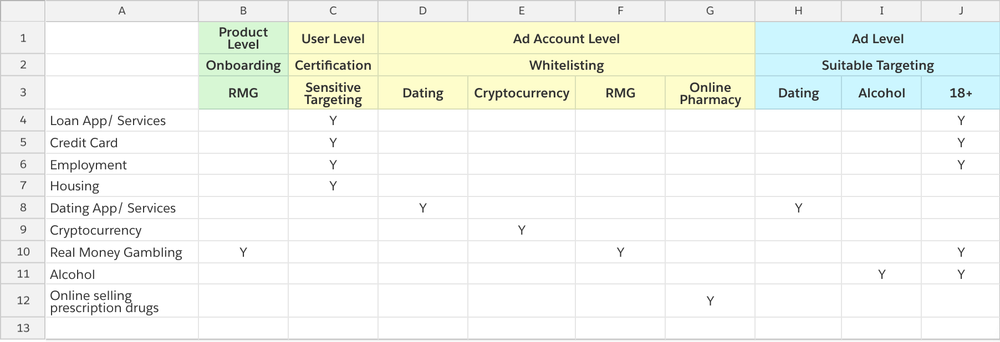 A B C D E F G H I J
1 Product Level User Level Ad Account Level Ad Level
2 Onboarding Certification Whitelisting Suitable Targeting
3 RMG Sensitive Targeting Dating Cryptocurrency RMG Online Pharmacy Dating Alcohol 18+
4 Loan App/ Services Y Y
5 Credit Card Y Y
6 Employment Y Y
7 Housing Y
8 Dating App/ Services Y Y
9 Cryptocurrency Y
10 Real Money Gambling Y Y Y
11 Alcohol Y Y
12 Online selling prescription drugs Y
13